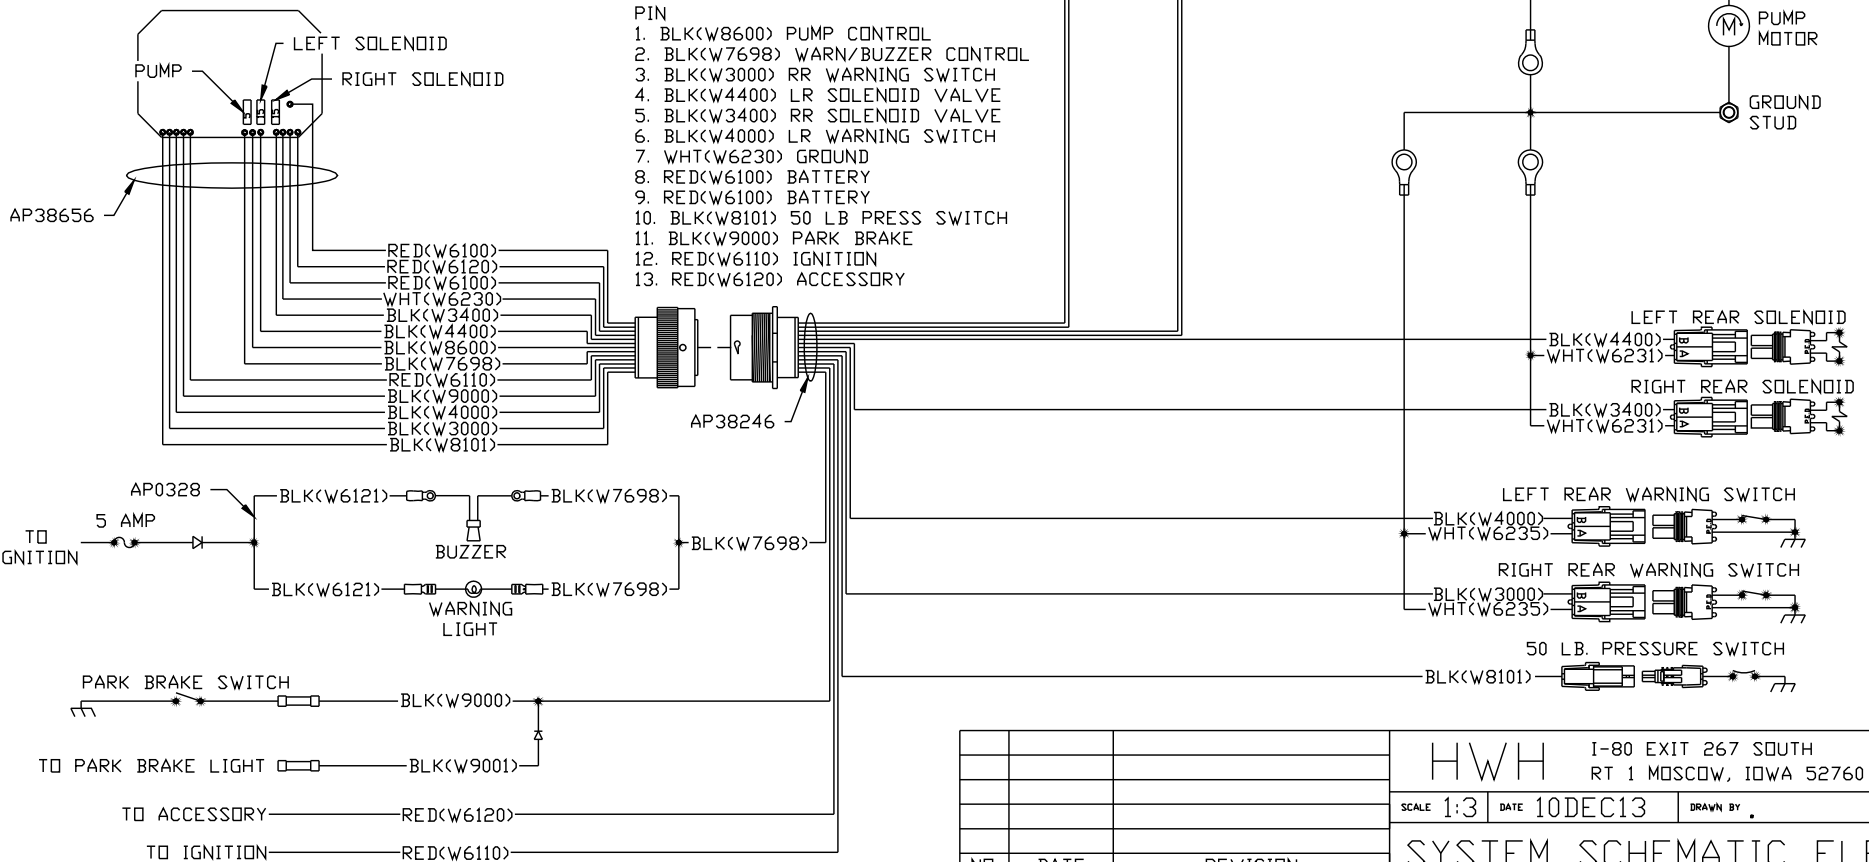 LEFT SOLENOID
PUMP
RIGHT SOLENOID
AP38656
PIN
1. BLK(W8600) PUMP CONTROL
2. BLK(W7698) WARN/BUZZER CONTROL
3. BLK(W3000) RR WARNING SWITCH
4. BLK(W4400) LR SOLENOID VALVE
5. BLK(W3400) RR SOLENOID VALVE
6. BLK(W4000) LR WARNING SWITCH
7. WHT(W6230) GROUND
8. RED(W6100) BATTERY
9. RED(W6100) BATTERY
10. BLK(W8101) 50 LB PRESS SWITCH
11. BLK(W9000) PARK BRAKE
12. RED(W6110) IGNITION
13. RED(W6120) ACCESSORY
M
PUMP
MOTOR
GROUND
STUD
RED(W6100)
RED(W6120)
RED(W6100)
WHT(W6230)
BLK(W3400)
BLK(W4400)
BLK(W8600)
BLK(W7698)
RED(W6110)
BLK(W9000)
BLK(W4000)
BLK(W3000)
BLK(W8101)
AP38246
LEFT REAR SOLENOID
BLK(W4400)
B
WHT(W6231)
A
RIGHT REAR SOLENOID
BLK(W3400)
B
WHT(W6231)
A
AP0328
5 AMP
TO
GNITION
BLK(W6121)
BLK(W7698)
BUZZER
BLK(W7698)
BLK(W6121)
BLK(W7698)
WARNING
LIGHT
LEFT REAR WARNING SWITCH
BLK(W4000)
B
WHT(W6235)
A
RIGHT REAR WARNING SWITCH
BLK(W3000)
B
WHT(W6235)
A
50 LB. PRESSURE SWITCH
BLK(W8101)
PARK BRAKE SWITCH
BLK(W9000)
TO PARK BRAKE LIGHT
BLK(W9001)
TO ACCESSORY
RED(W6120)
TO IGNITION
RED(W6110)
HWH
I-80 EXIT 267 SOUTH
RT 1 MOSCOW, IOWA 52760
SCALE 1:3
DATE 10DEC13
DRAWN BY .
NO
DATE
REVISION
SYSTEM SCHEMATIC